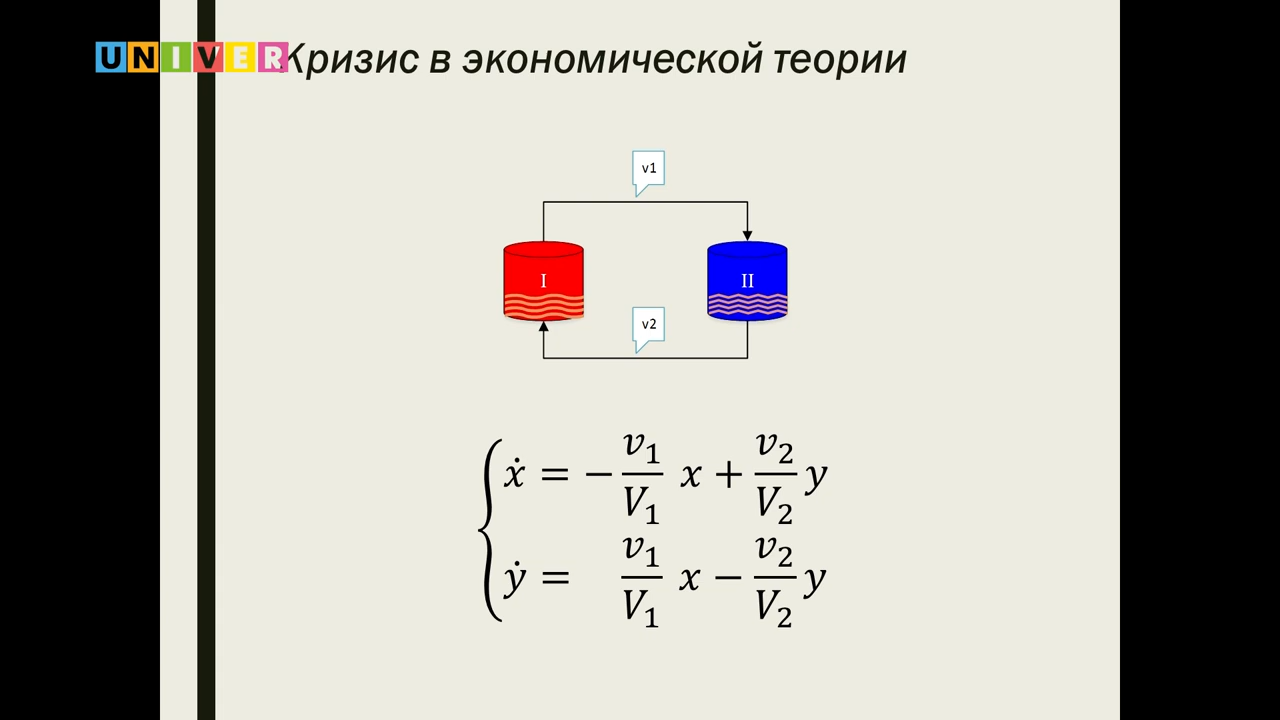 UNIVER
Кризис в экономической теории
v1
I
II
v2
ẋ = − v₁/V₁ x + v₂/V₂ y
ẏ = v₁/V₁ x − v₂/V₂ y